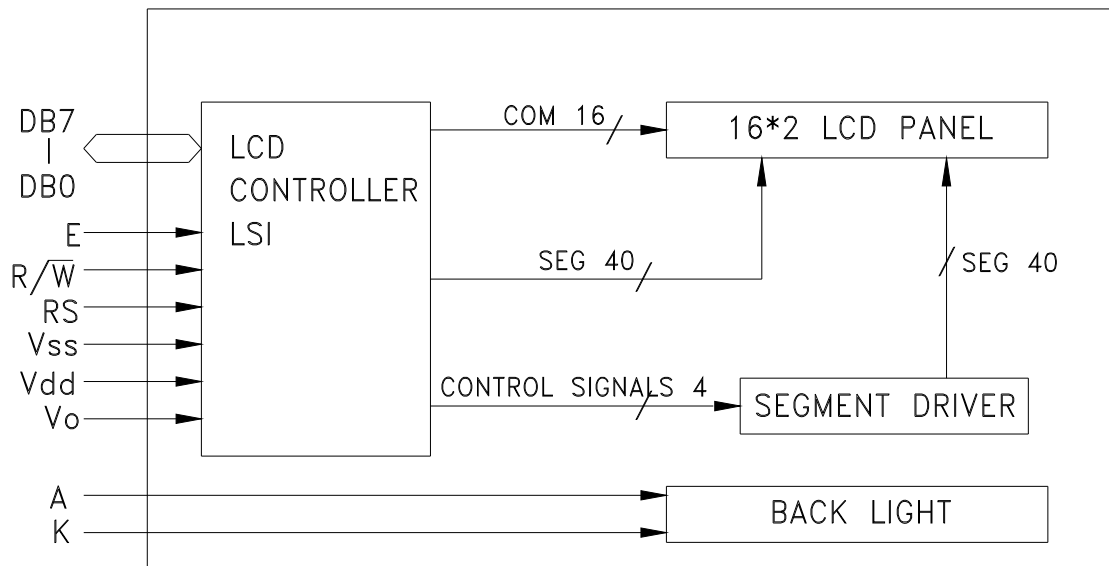 DB7
DB0
E
R/W̅
RS
Vss
Vdd
Vo
A
K
LCD
CONTROLLER
LSI
COM 16
16*2 LCD PANEL
SEG 40
SEG 40
CONTROL SIGNALS 4
SEGMENT DRIVER
BACK LIGHT